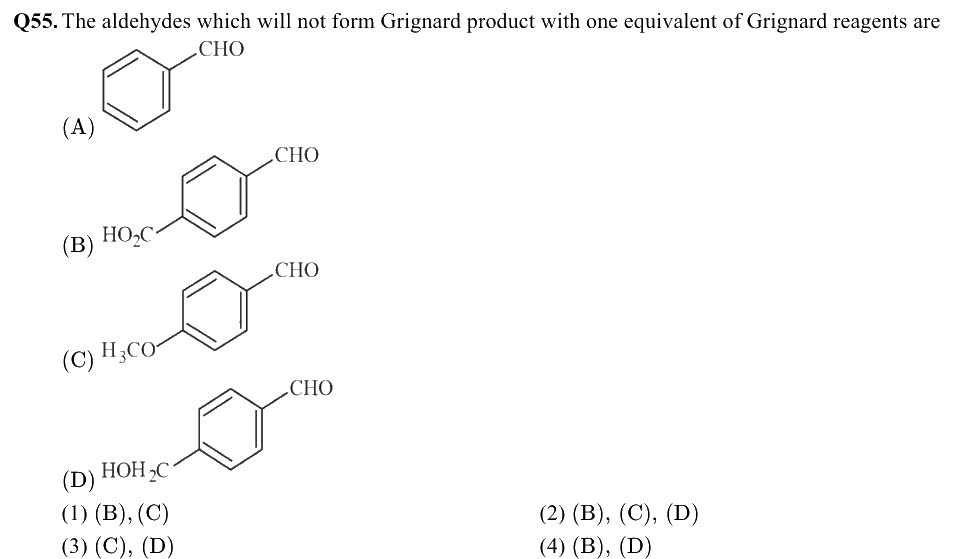 Q55. The aldehydes which will not form Grignard product with one equivalent of Grignard reagents are
CHO
(A)
CHO
(B) HO₂C
CHO
(C) H₃CO
CHO
(D) HOH₂C
(1) (B), (C) (2) (B), (C), (D)
(3) (C), (D) (4) (B), (D)